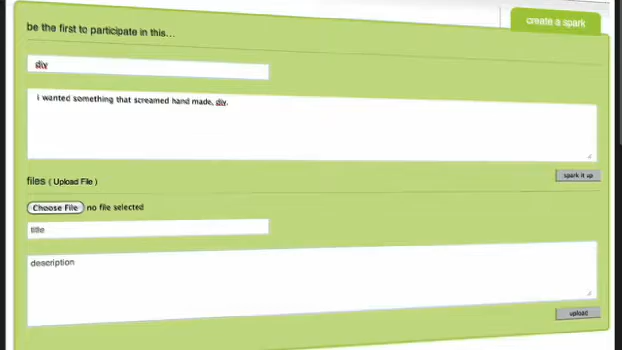 create a spark
be the first to participate in this...
diy
i wanted something that screamed hand made, diy.
spark it up
files ( Upload File )
Choose File no file selected
title
description
upload